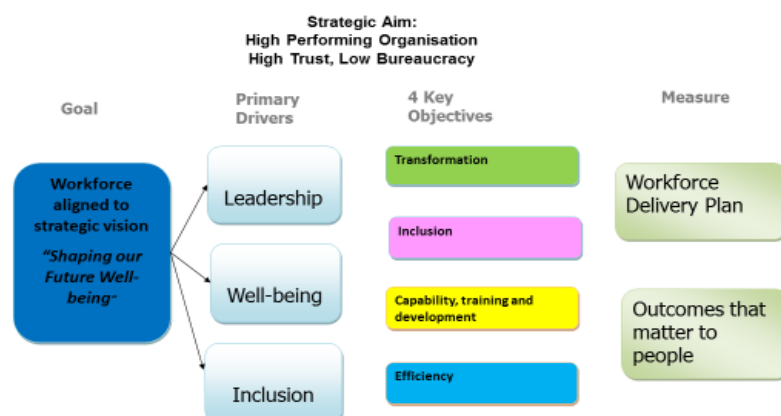 Strategic Aim:
High Performing Organisation
High Trust, Low Bureaucracy
Goal
Primary
Drivers
4 Key
Objectives
Measure
Workforce
aligned to
strategic vision
“Shaping our
Future Well-
being”
Leadership
Well-being
Inclusion
Transformation
Inclusion
Capability, training and
development
Efficiency
Workforce
Delivery Plan
Outcomes that
matter to
people